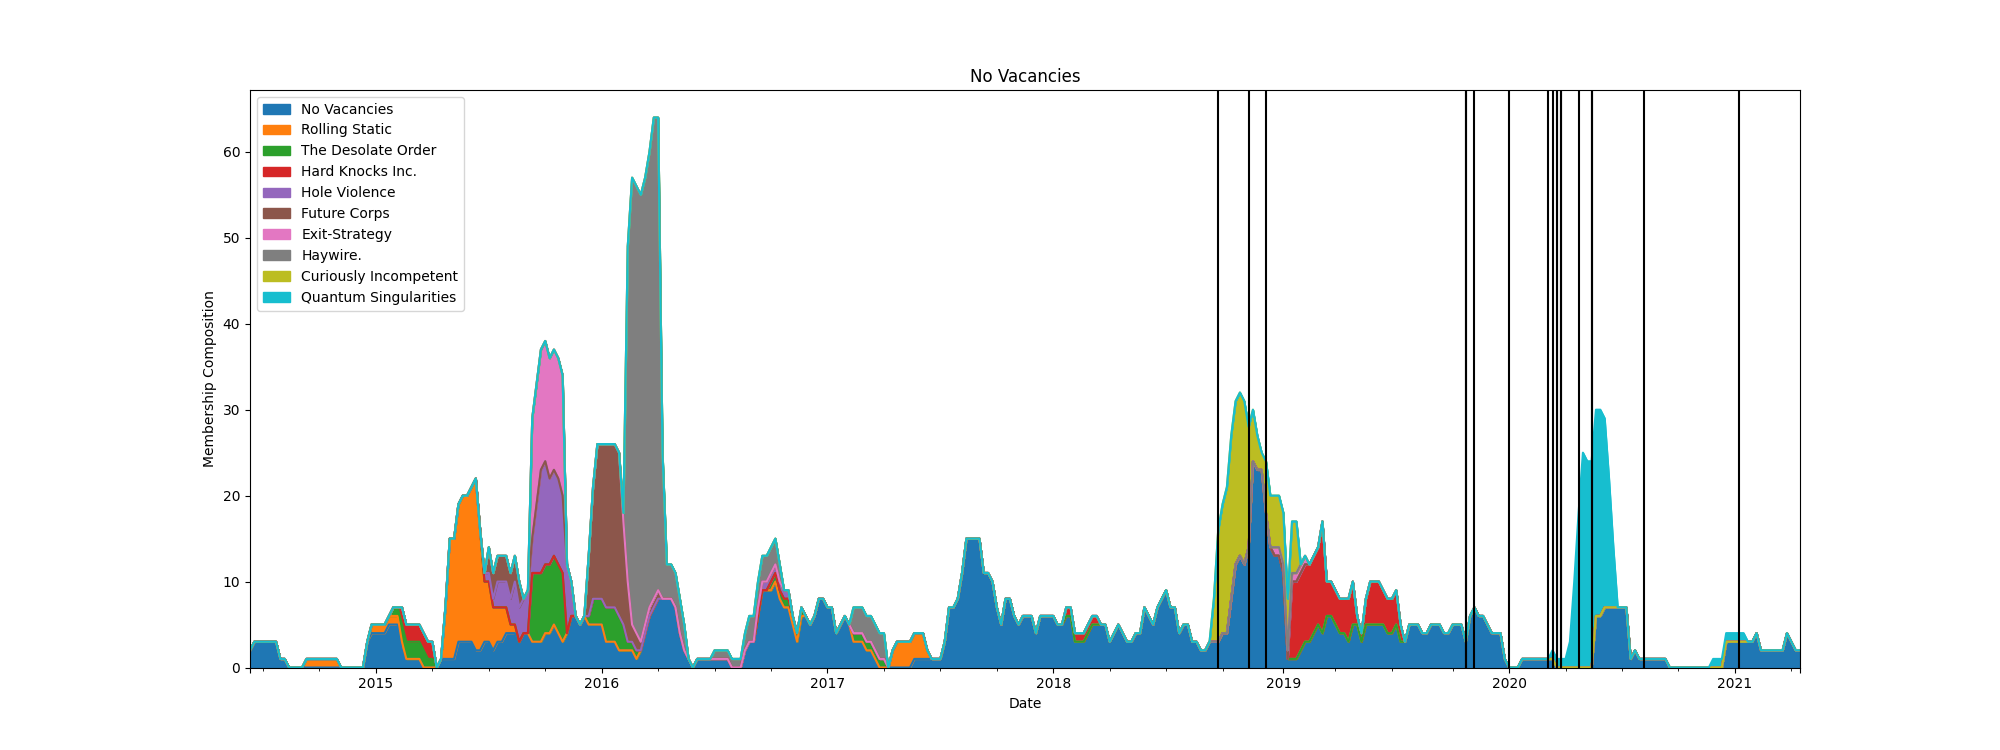 No Vacancies
No Vacancies
Rolling Static
The Desolate Order
Hard Knocks Inc.
Hole Violence
Future Corps
Exit-Strategy
Haywire.
Curiously Incompetent
Quantum Singularities
Membership Composition
60
50
40
30
20
10
0
2015 2016 2017 2018 2019 2020 2021
Date